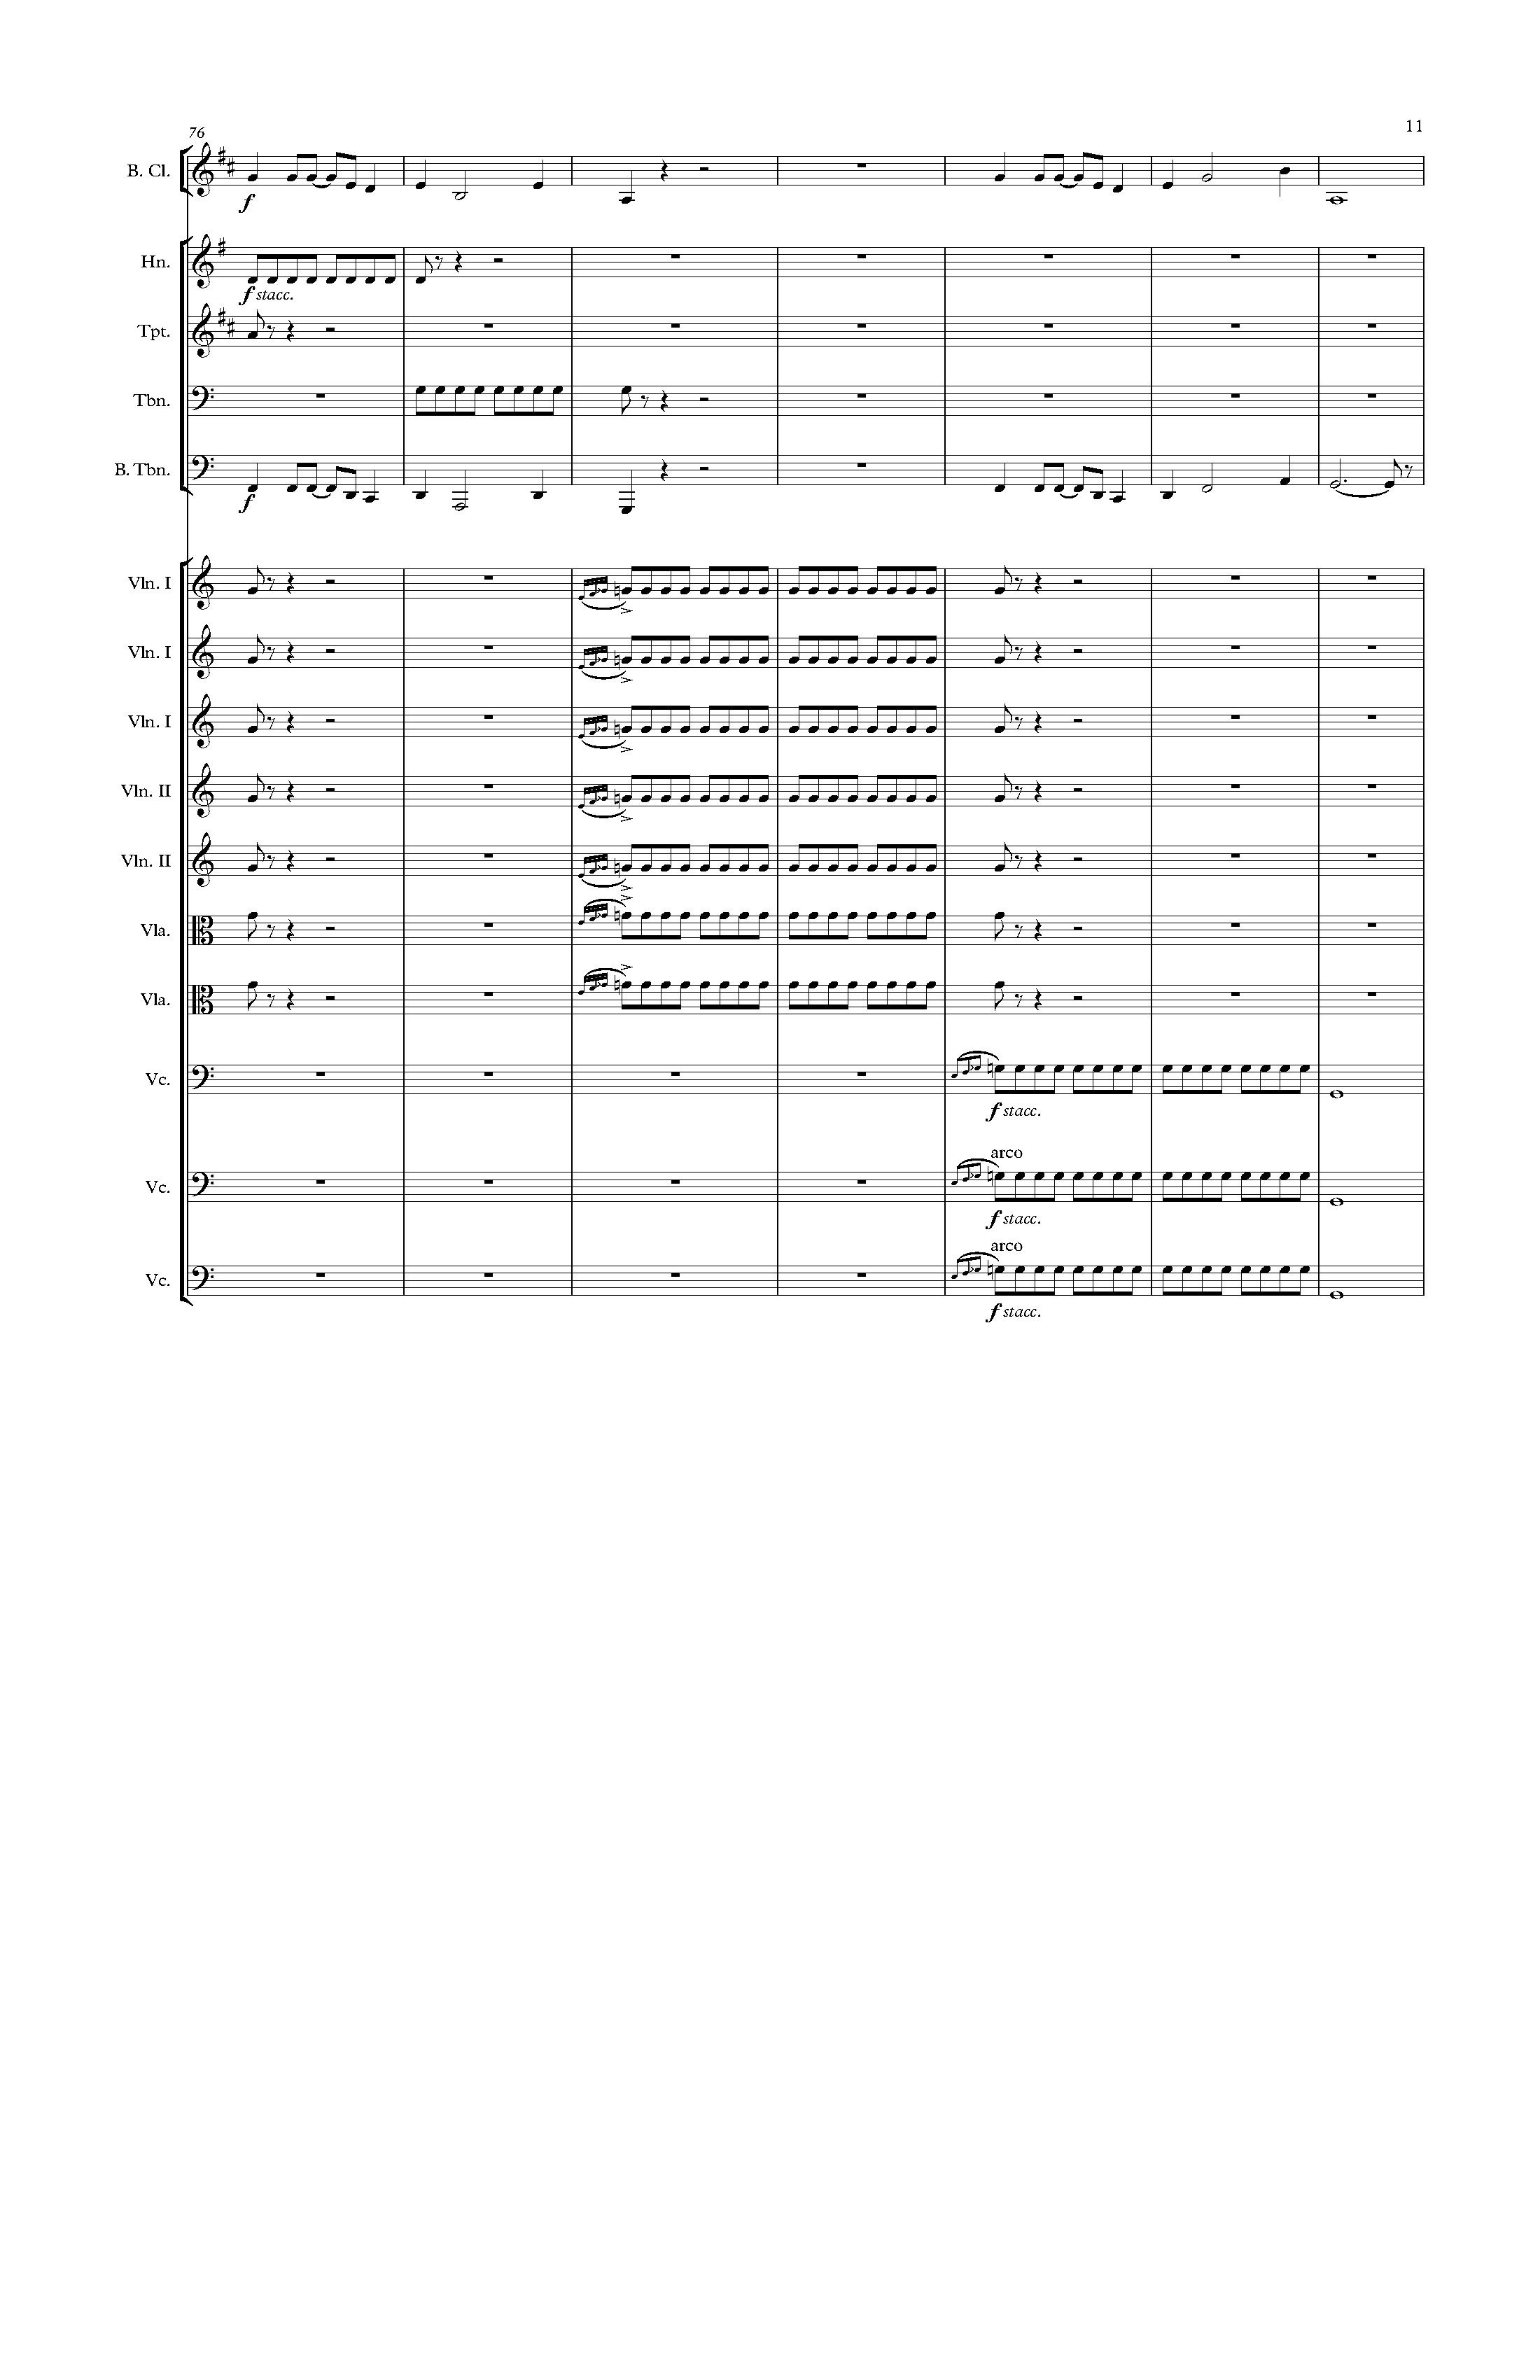 76
11
B. Cl.
f
Hn.
f stacc.
Tpt.
Tbn.
B. Tbn.
f
Vln. I
Vln. I
Vln. I
Vln. II
Vln. II
Vla.
Vla.
Vc.
f stacc.
arco
Vc.
f stacc.
arco
Vc.
f stacc.